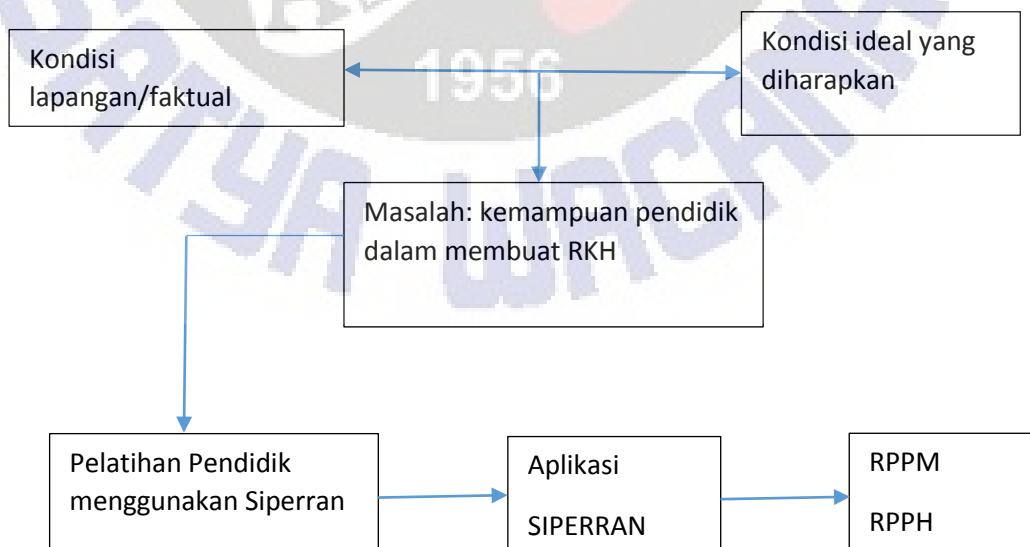 Kondisi
lapangan/faktual
Kondisi ideal yang
diharapkan
1956
Masalah: kemampuan pendidik
dalam membuat RKH
Pelatihan Pendidik
menggunakan Siperran
Aplikasi
SIPERRAN
RPPM
RPPH